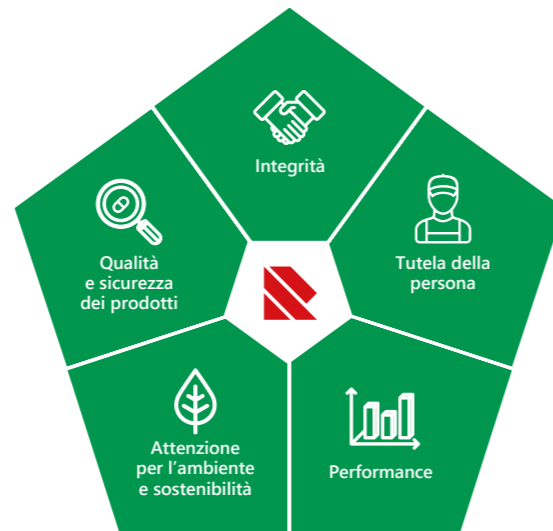 Integrità
Qualità
e sicurezza
dei prodotti
Tutela della
persona
Attenzione
per l'ambiente
e sostenibilità
Performance